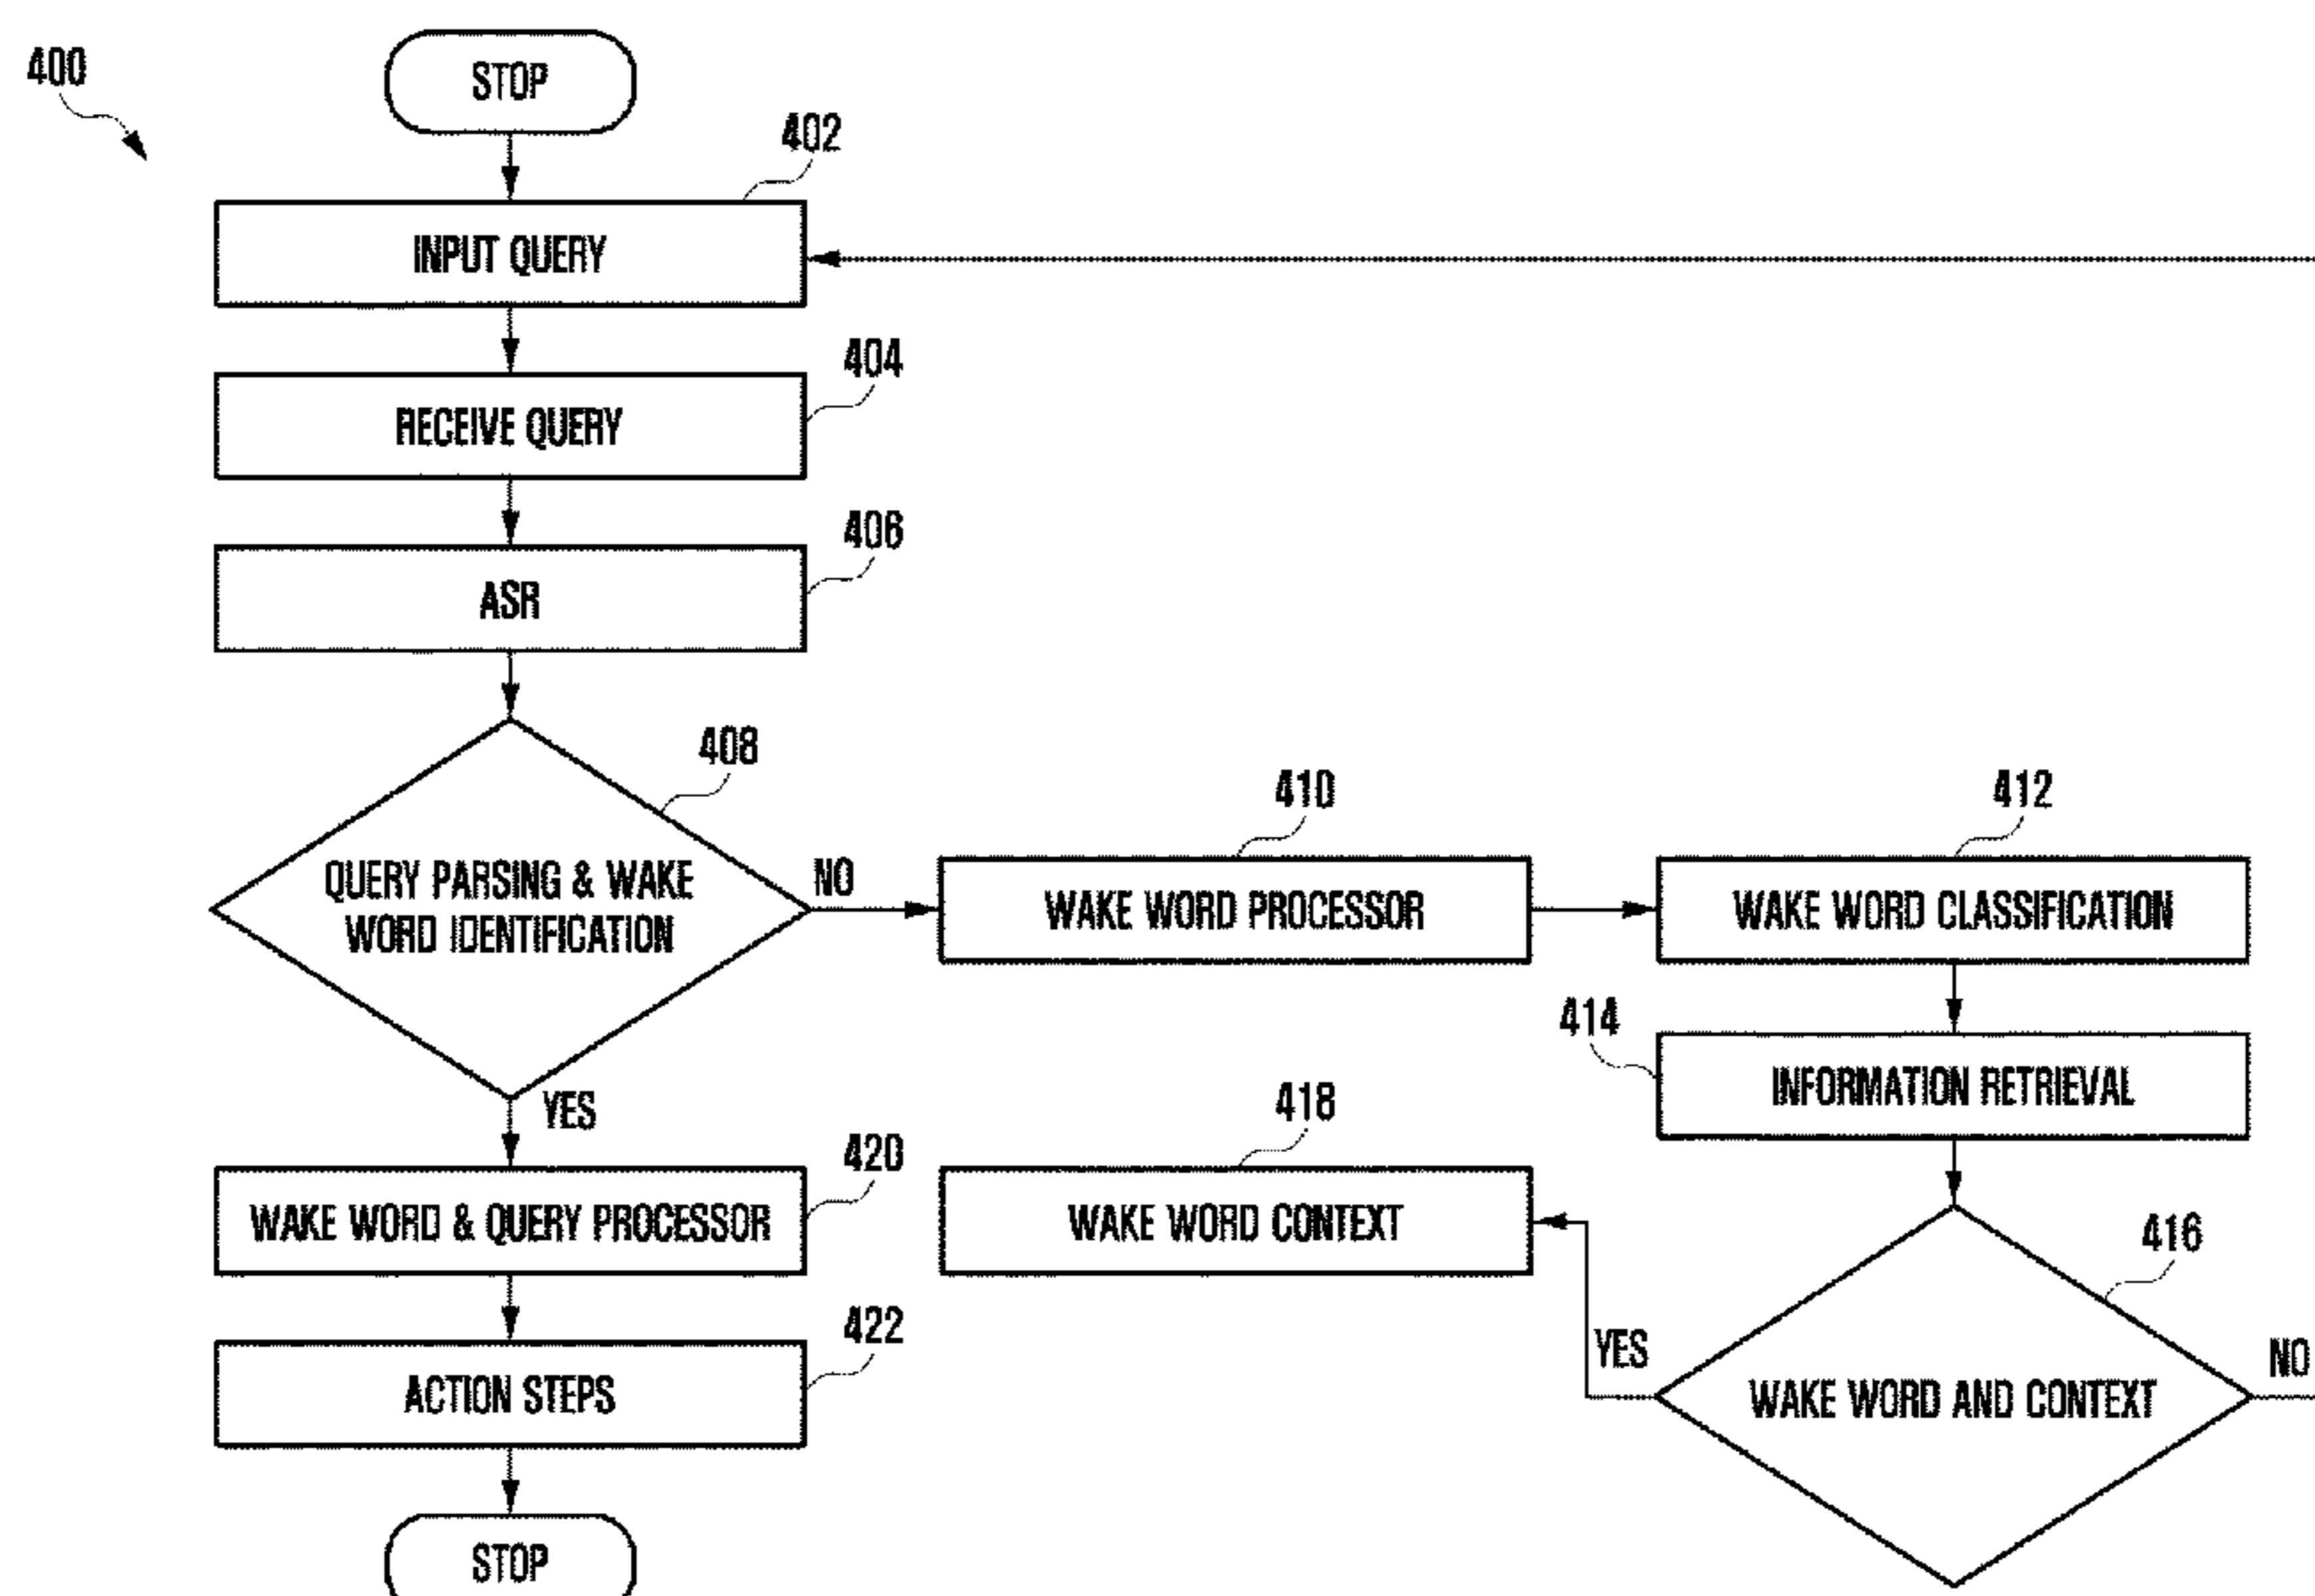 400
STOP
402
INPUT QUERY
404
RECEIVE QUERY
406
ASR
408
QUERY PARSING & WAKE
WORD IDENTIFICATION
NO
410
WAKE WORD PROCESSOR
412
WAKE WORD CLASSIFICATION
414
INFORMATION RETRIEVAL
YES
418
WAKE WORD CONTEXT
416
WAKE WORD AND CONTEXT
YES
NO
420
WAKE WORD & QUERY PROCESSOR
422
ACTION STEPS
STOP